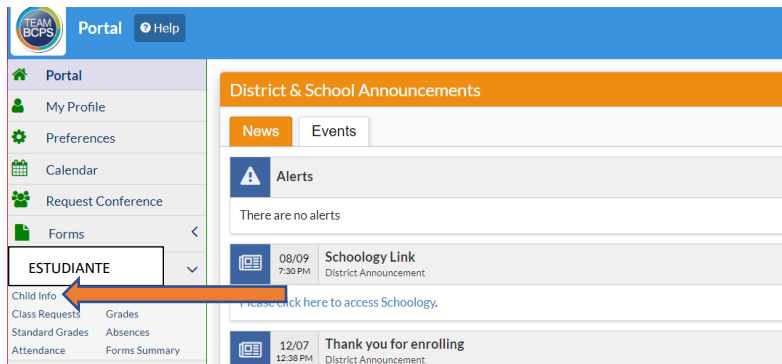 TEAM
BCPS
Portal
Help
Portal
My Profile
Preferences
Calendar
Request Conference
Forms
ESTUDIANTE
Child Info
Class Requests Grades
Standard Grades Absences
Attendance Forms Summary
District & School Announcements
News Events
Alerts
There are no alerts
08/09 Schoology Link
7:30 PM District Announcement
Please click here to access Schoology.
12/07 Thank you for enrolling
12:38 PM District Announcement